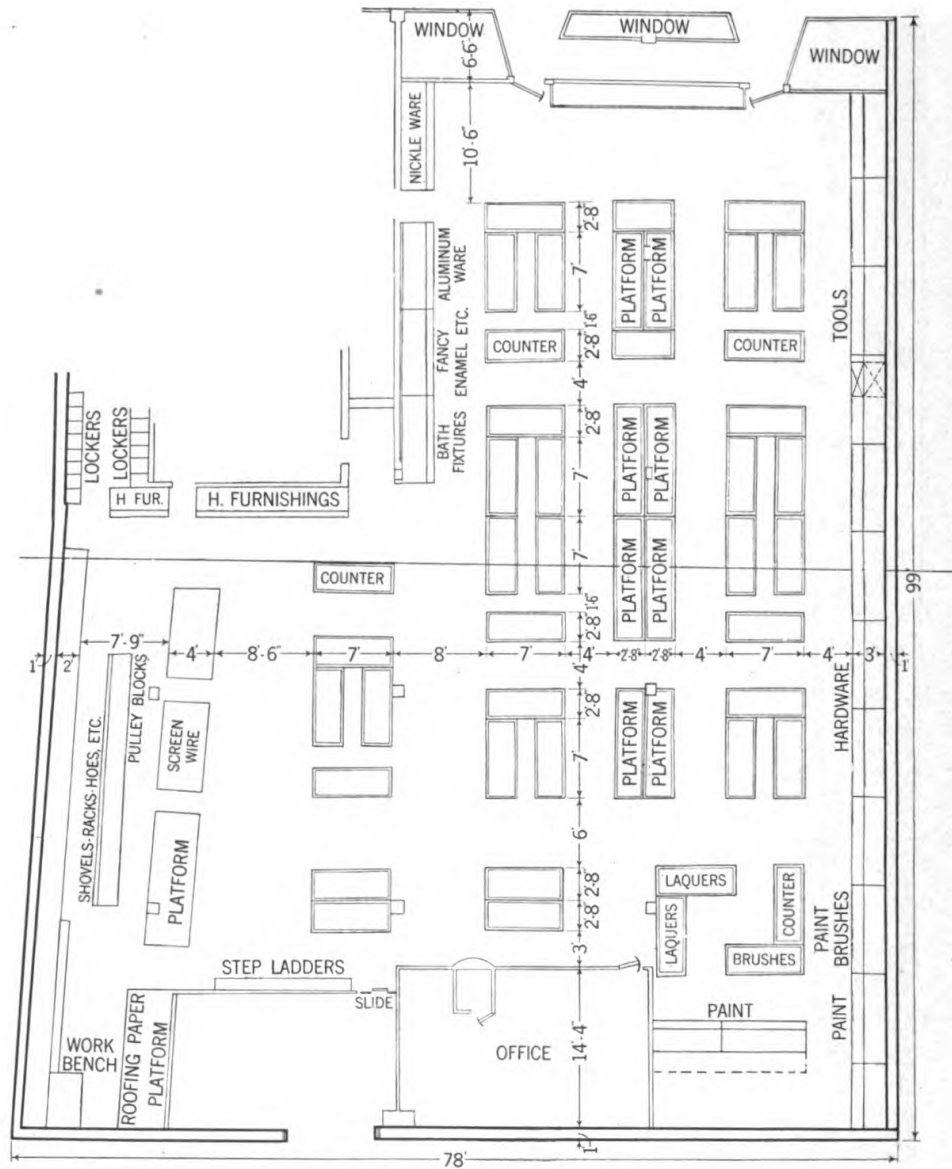 WINDOW
WINDOW
WINDOW
6'-6"
NICKLE WARE
10'-6"
2'-8"
7'
PLATFORM
PLATFORM
ALUMINUM
WARE
FANCY
ENAMEL ETC.
BATH
FIXTURES
TOOLS
1'6"
2'-8"
COUNTER
COUNTER
4'
2'-8"
7'
PLATFORM
PLATFORM
LOCKERS
LOCKERS
H FUR.
H. FURNISHINGS
7'
PLATFORM
PLATFORM
COUNTER
99'
1'6"
2'-8"
7'-9"
1'
2'
4'
8'-6"
7'
8'
7'
4'
2'-8"
2'-8"
4'
7'
4'
3'
1'
4'
2'-8"
7'
PLATFORM
PLATFORM
HARDWARE
SHOVELS-RACKS-HOES, ETC.
PULLEY BLOCKS
SCREEN
WIRE
PLATFORM
6'
2'-8"
2'-8"
3'
LAQUERS
LAQUERS
COUNTER
BRUSHES
PAINT
BRUSHES
STEP LADDERS
SLIDE
WORK
BENCH
ROOFING PAPER
PLATFORM
OFFICE
14'-4"
PAINT
PAINT
1'
78'